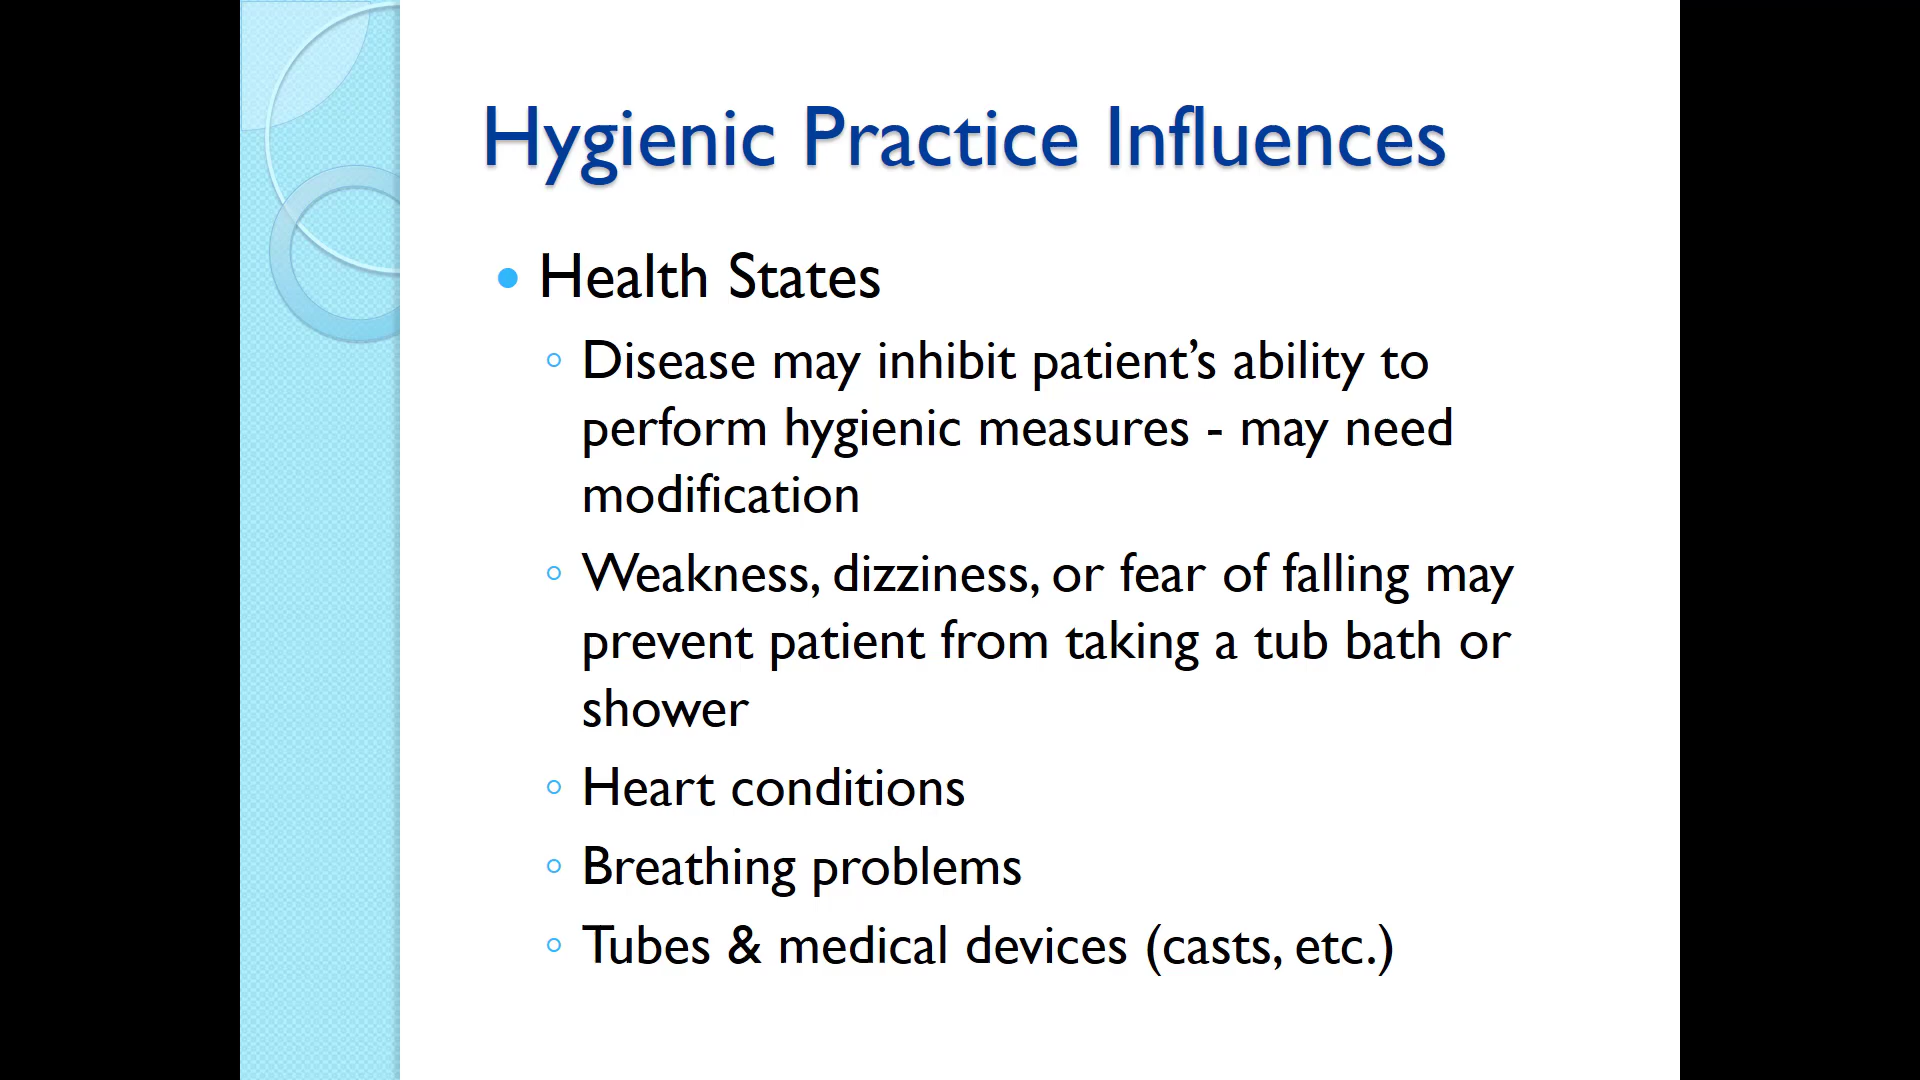 Hygienic Practice Influences
• Health States
◦ Disease may inhibit patient’s ability to
perform hygienic measures - may need
modification
◦ Weakness, dizziness, or fear of falling may
prevent patient from taking a tub bath or
shower
◦ Heart conditions
◦ Breathing problems
◦ Tubes & medical devices (casts, etc.)